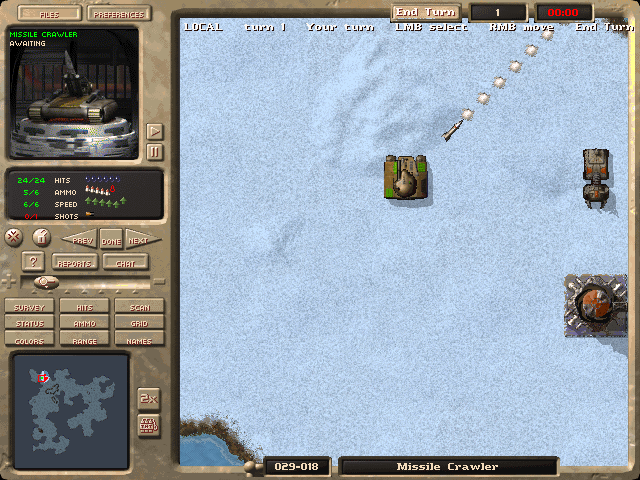 FILES PREFERENCES End Turn 1 00:00
LOCAL turn 1 Your turn LMB select RMB move End Turn
MISSILE CRAWLER
AWAITING
24/24 HITS
5/6 AMMO
6/6 SPEED
0/1 SHOTS
PREV DONE NEXT
? REPORTS CHAT
SURVEY HITS SCAN
STATUS AMMO GRID
COLORS RANGE NAMES
2x
029-018 Missile Crawler